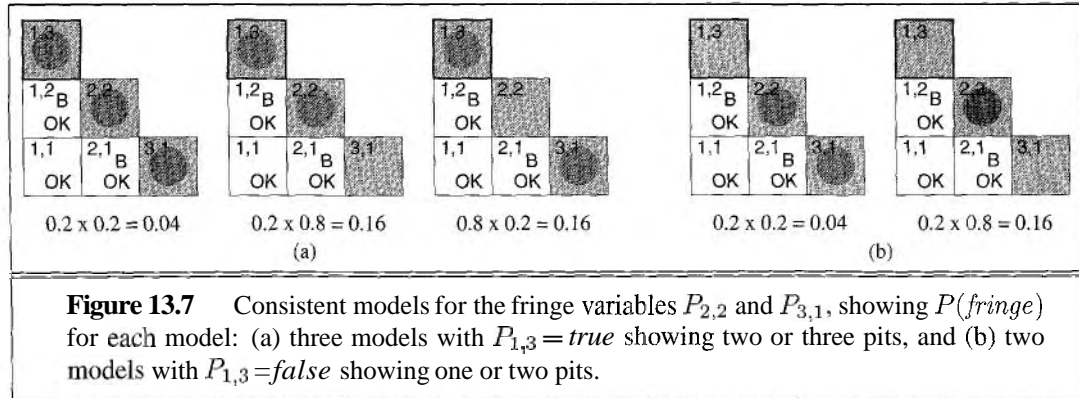 1,3 1,3 1,3 1,3 1,3
1,2 B 2,2 1,2 B 2,2 1,2 B 2,2 1,2 B 2,2 1,2 B 2,2
OK OK OK OK OK
1,1 2,1 B 3,1 1,1 2,1 B 3,1 1,1 2,1 B 3,1 1,1 2,1 B 3,1 1,1 2,1 B 3,1
OK OK OK OK OK OK OK OK OK OK
0.2 x 0.2 = 0.04 0.2 x 0.8 = 0.16 0.8 x 0.2 = 0.16 0.2 x 0.2 = 0.04 0.2 x 0.8 = 0.16
(a) (b)
Figure 13.7 Consistent models for the fringe variables P2,2 and P3,1, showing P(fringe)
for each model: (a) three models with P1,3 = true showing two or three pits, and (b) two
models with P1,3 = false showing one or two pits.